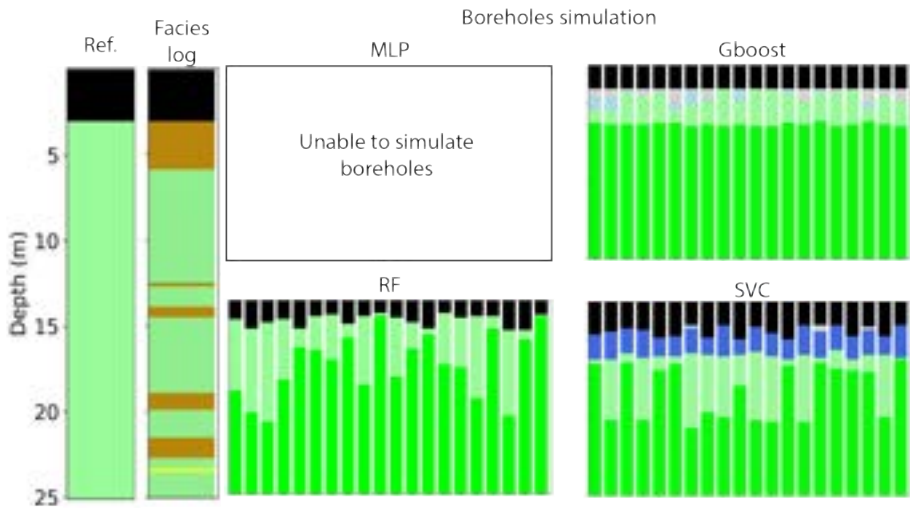 Boreholes simulation
Ref.
Facies
log
MLP
Gboost
Unable to simulate
boreholes
RF
SVC
Depth (m)
5
10
15
20
25